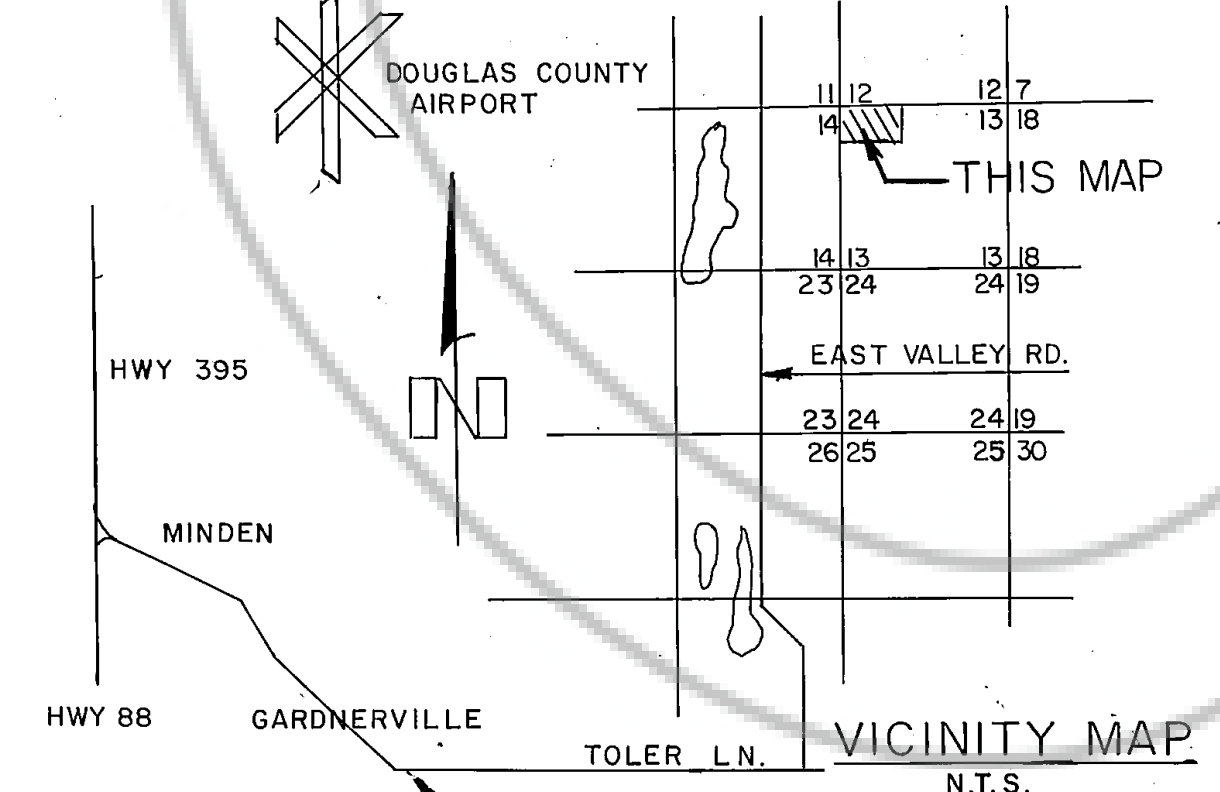 DOUGLAS COUNTY
AIRPORT
11 12
14
12 7
13 18
THIS MAP
14 13
23 24
13 18
24 19
EAST VALLEY RD.
HWY 395
23 24
26 25
24 19
25 30
N
MINDEN
HWY 88
GARDNERVILLE
TOLER LN.
VICINITY MAP
N.T.S.